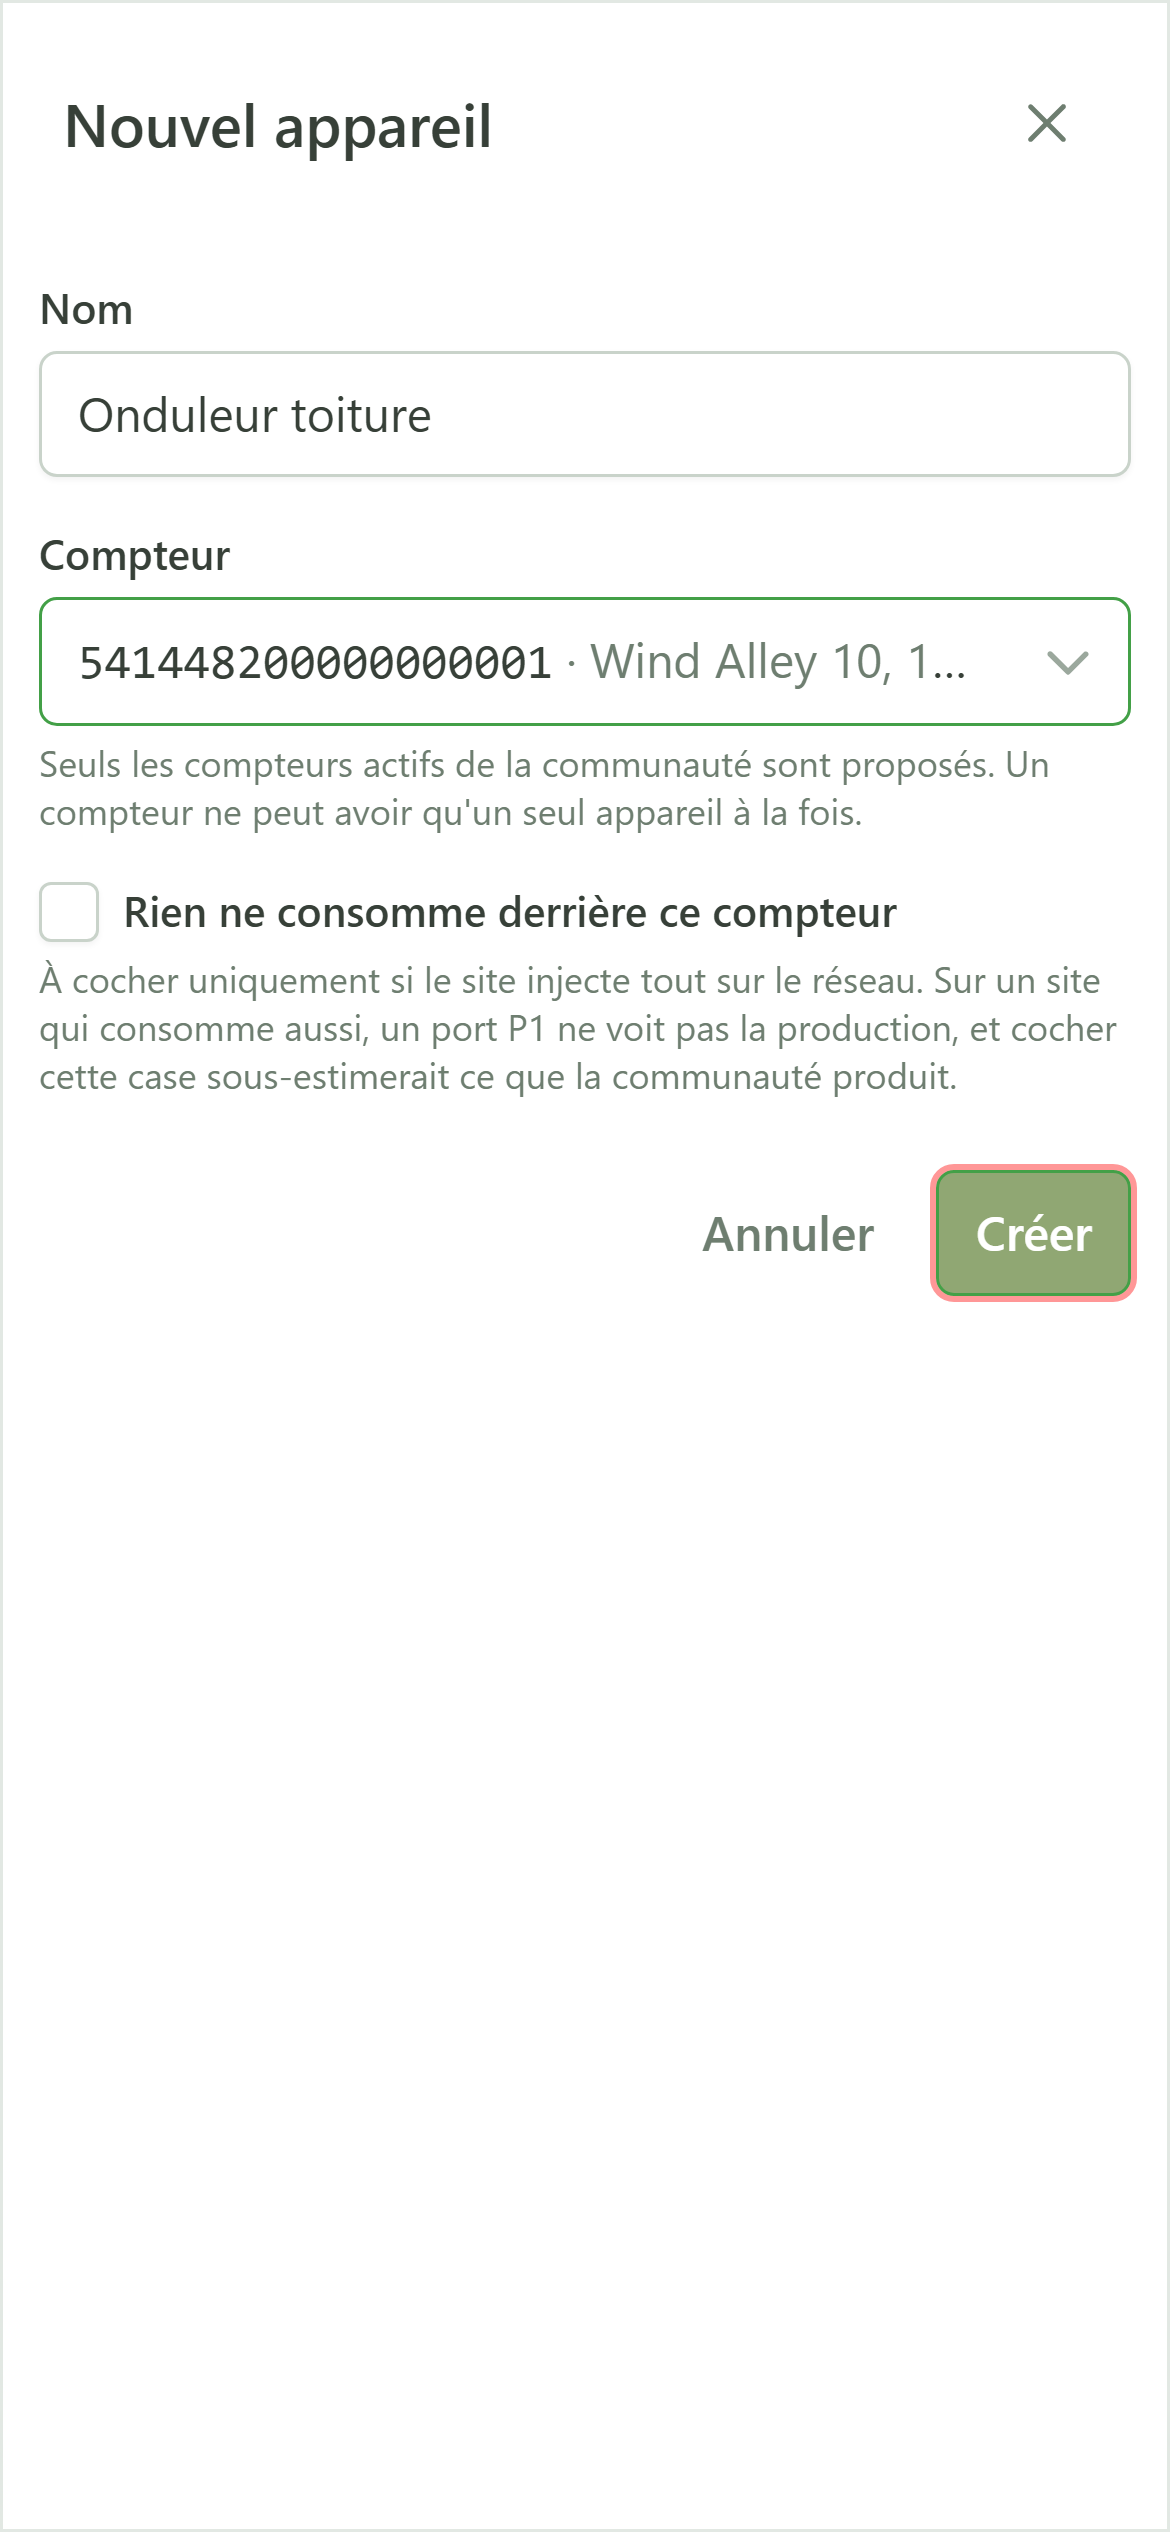 Nouvel appareil
Nom
Onduleur toiture
Compteur
541448200000000001 · Wind Alley 10, 1...
Seuls les compteurs actifs de la communauté sont proposés. Un
compteur ne peut avoir qu'un seul appareil à la fois.
Rien ne consomme derrière ce compteur
À cocher uniquement si le site injecte tout sur le réseau. Sur un site
qui consomme aussi, un port P1 ne voit pas la production, et cocher
cette case sous-estimerait ce que la communauté produit.
Annuler
Créer